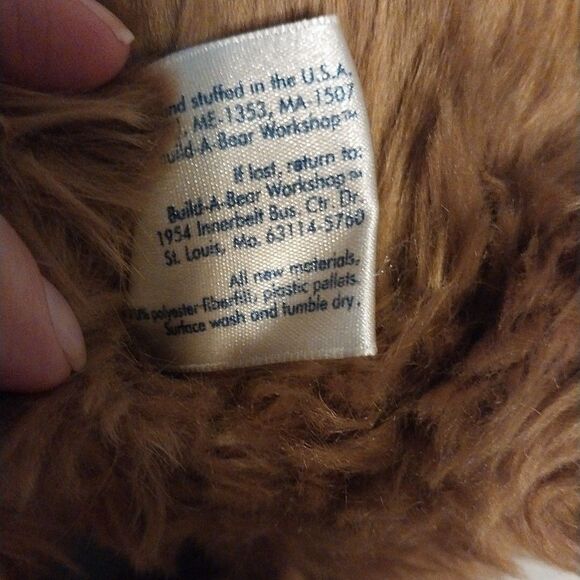 nd stuffed in the U.S.A.
ME-1353, MA-1507
uild-A-Bear Workshop™
If lost, return to:
Build-A-Bear Workshop™
1954 Innerbelt Bus. Ctr. Dr.
St. Louis, Mo. 63114-5760
All new materials,
0% polyester fiberfill, plastic pellets.
Surface wash and tumble dry.